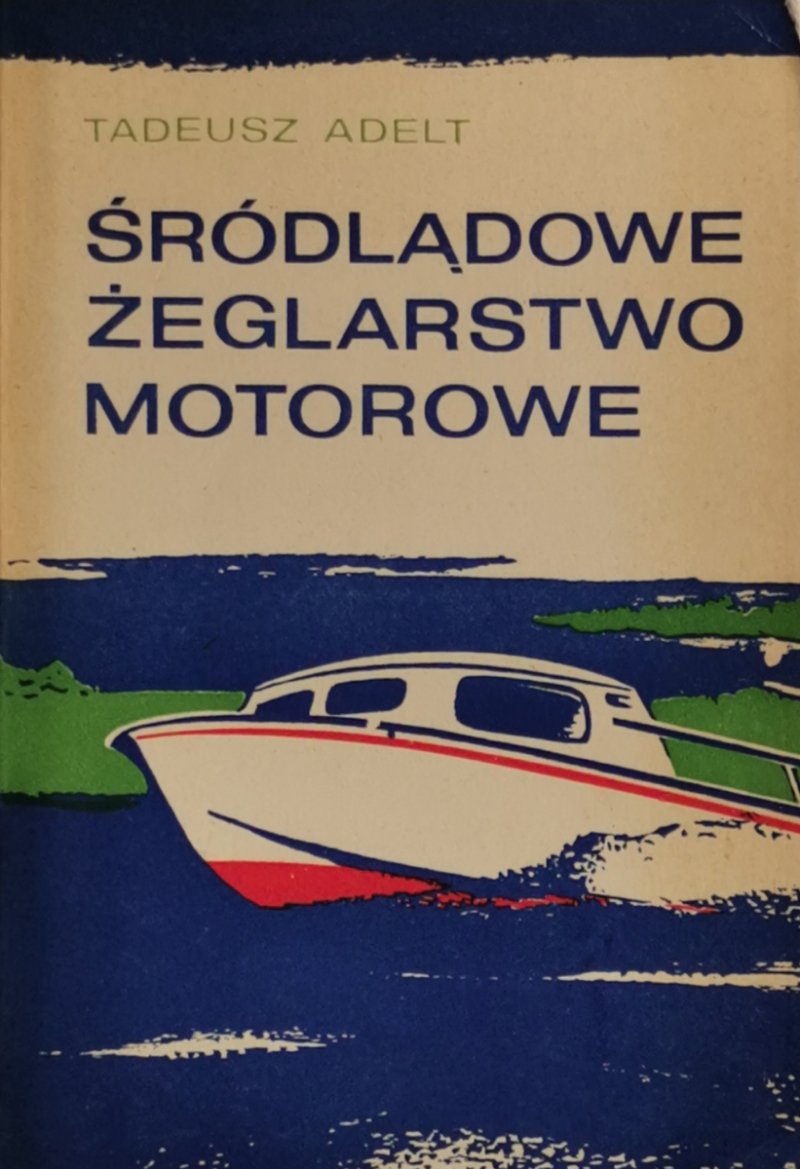 TADEUSZ ADELT
ŚRÓDLĄDOWE
ŻEGLARSTWO
MOTOROWE